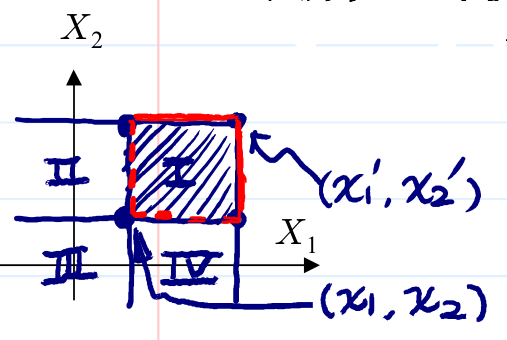 X₂
II
I
(x₁′, x₂′)
X₁
III
IV
(x₁, x₂)